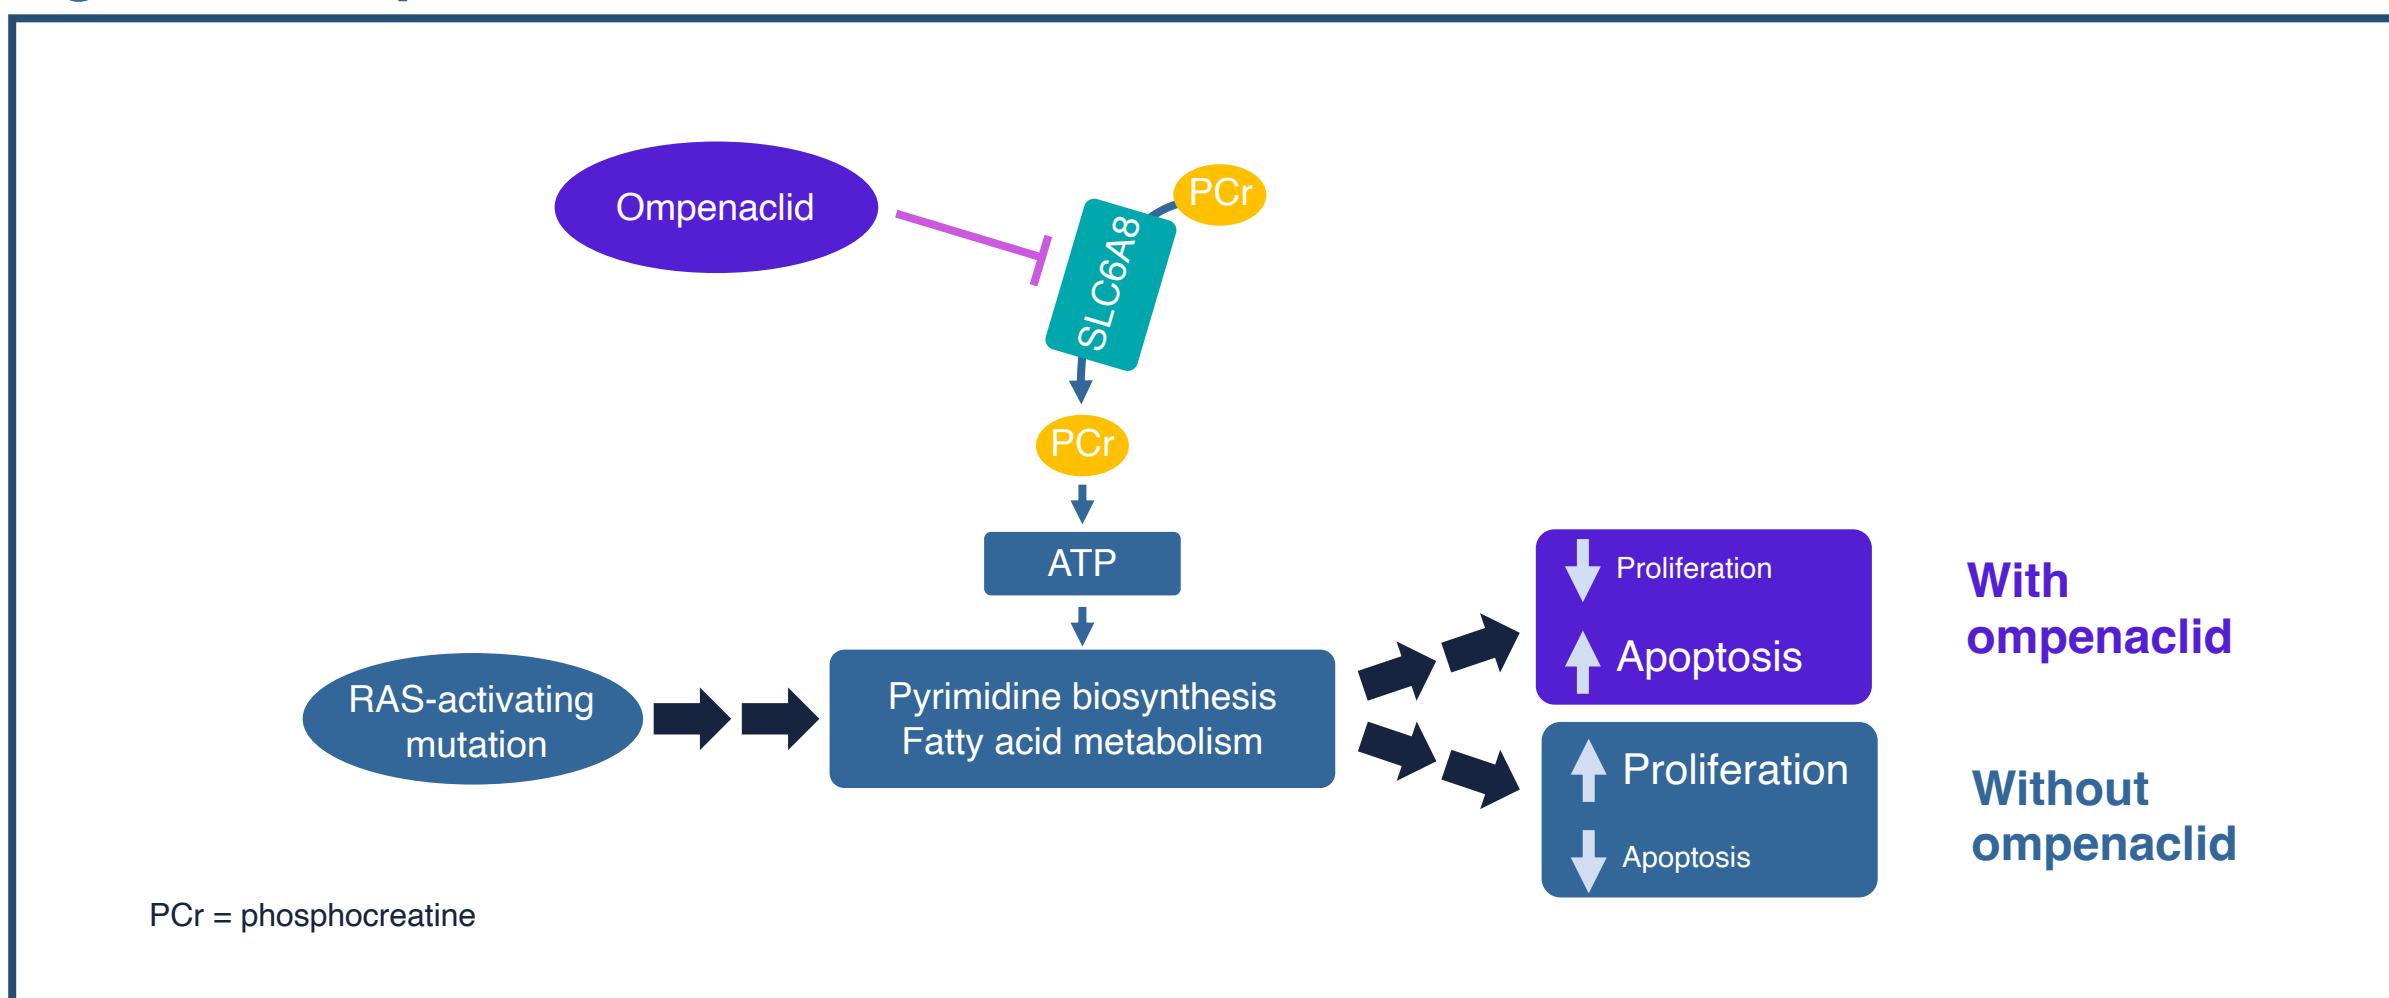 Ompenaclid
PCr
SLC6A8
PCr
ATP
RAS-activating
mutation
Pyrimidine biosynthesis
Fatty acid metabolism
Proliferation
Apoptosis
With
ompenaclid
Proliferation
Apoptosis
Without
ompenaclid
PCr = phosphocreatine